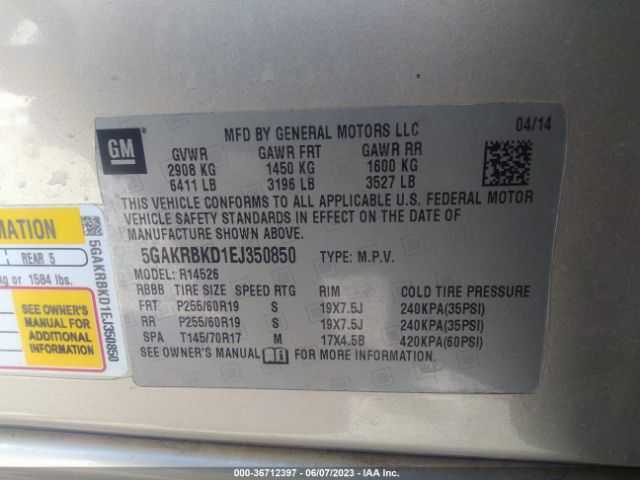 GM
MFD BY GENERAL MOTORS LLC
04/14
GVWR GAWR FRT GAWR RR
2908 KG 1450 KG 1600 KG
6411 LB 3196 LB 3527 LB
THIS VEHICLE CONFORMS TO ALL APPLICABLE U.S. FEDERAL MOTOR
VEHICLE SAFETY STANDARDS IN EFFECT ON THE DATE OF
MANUFACTURE SHOWN ABOVE.
5GAKRBKD1EJ350850 TYPE: M.P.V.
MODEL: R14526
RBBB TIRE SIZE SPEED RTG RIM COLD TIRE PRESSURE
FRT P255/60R19 S 19X7.5J 240KPA(35PSI)
RR P255/60R19 S 19X7.5J 240KPA(35PSI)
SPA T145/70R17 M 17X4.5B 420KPA(60PSI)
SEE OWNER'S MANUAL FOR MORE INFORMATION.
REAR 5
kg or 1584 lbs.
SEE OWNER'S
MANUAL FOR
ADDITIONAL
INFORMATION
5GAKRBKD1EJ350850
© 2023 - 36712397 - 06/07/2023 - IAA Inc.